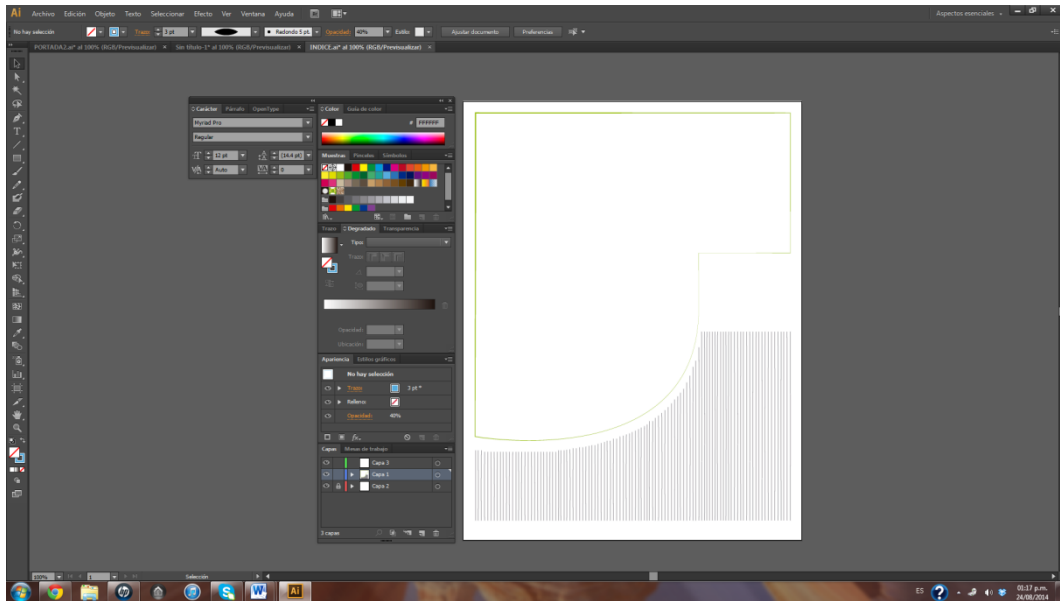 Ai Archivo Edición Objeto Texto Seleccionar Efecto Ver Ventana Ayuda Aspectos esenciales
No hay selección Trazo: 3 pt Redondo 5 pt. Opacidad: 40% Estilo: Ajustar documento Preferencias
PORTADA2.ai* al 100% (RGB/Previsualizar) × Sin título-1* al 100% (RGB/Previsualizar) × INDICE.ai* al 100% (RGB/Previsualizar) ×
Carácter Párrafo OpenType
Myriad Pro
Regular
12 pt (14.4 pt)
Auto 0
Color Guía de color
# FFFFFF
Muestras Pinceles Símbolos
Trazo Degradado Transparencia
Tipo:
Trazo:
Opacidad:
Ubicación:
Apariencia Estilos gráficos
No hay selección
Trazo: 3 pt *
Relleno:
Opacidad: 40%
fx.
Capas Mesas de trabajo
Capa 3
Capa 1
Capa 2
3 capas
100% 1 Selección
hp S W Ai ES 01:17 p.m.
24/08/2014